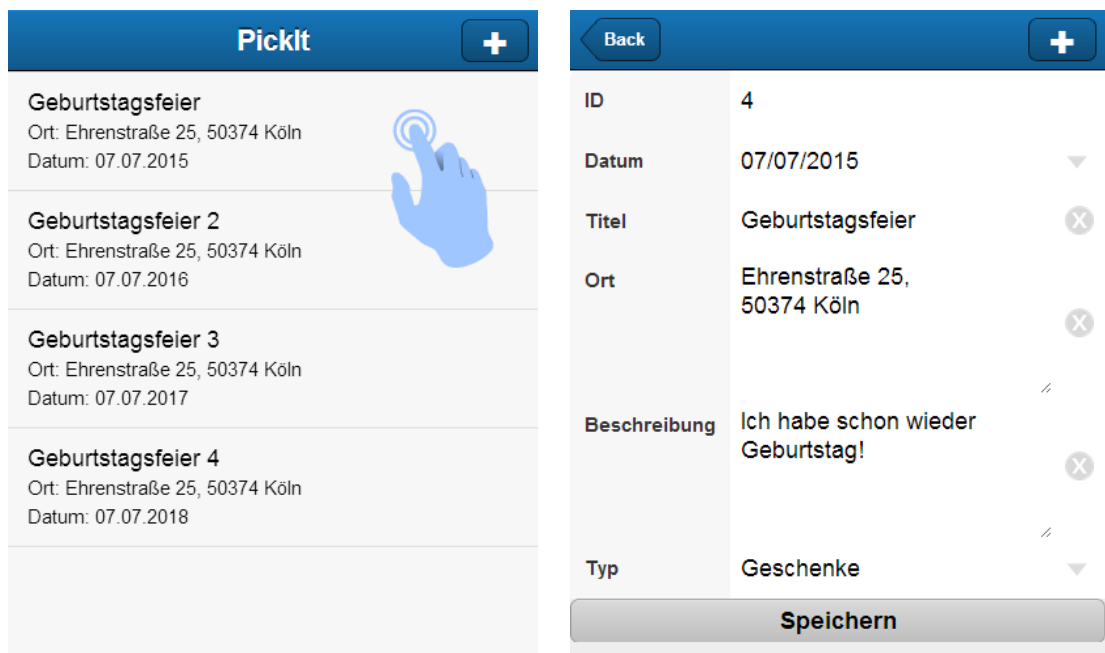 PickIt
+
Geburtstagsfeier
Ort: Ehrenstraße 25, 50374 Köln
Datum: 07.07.2015
Geburtstagsfeier 2
Ort: Ehrenstraße 25, 50374 Köln
Datum: 07.07.2016
Geburtstagsfeier 3
Ort: Ehrenstraße 25, 50374 Köln
Datum: 07.07.2017
Geburtstagsfeier 4
Ort: Ehrenstraße 25, 50374 Köln
Datum: 07.07.2018
Back
+
ID 4
Datum 07/07/2015
Titel Geburtstagsfeier
Ort Ehrenstraße 25,
50374 Köln
Beschreibung Ich habe schon wieder
Geburtstag!
Typ Geschenke
Speichern